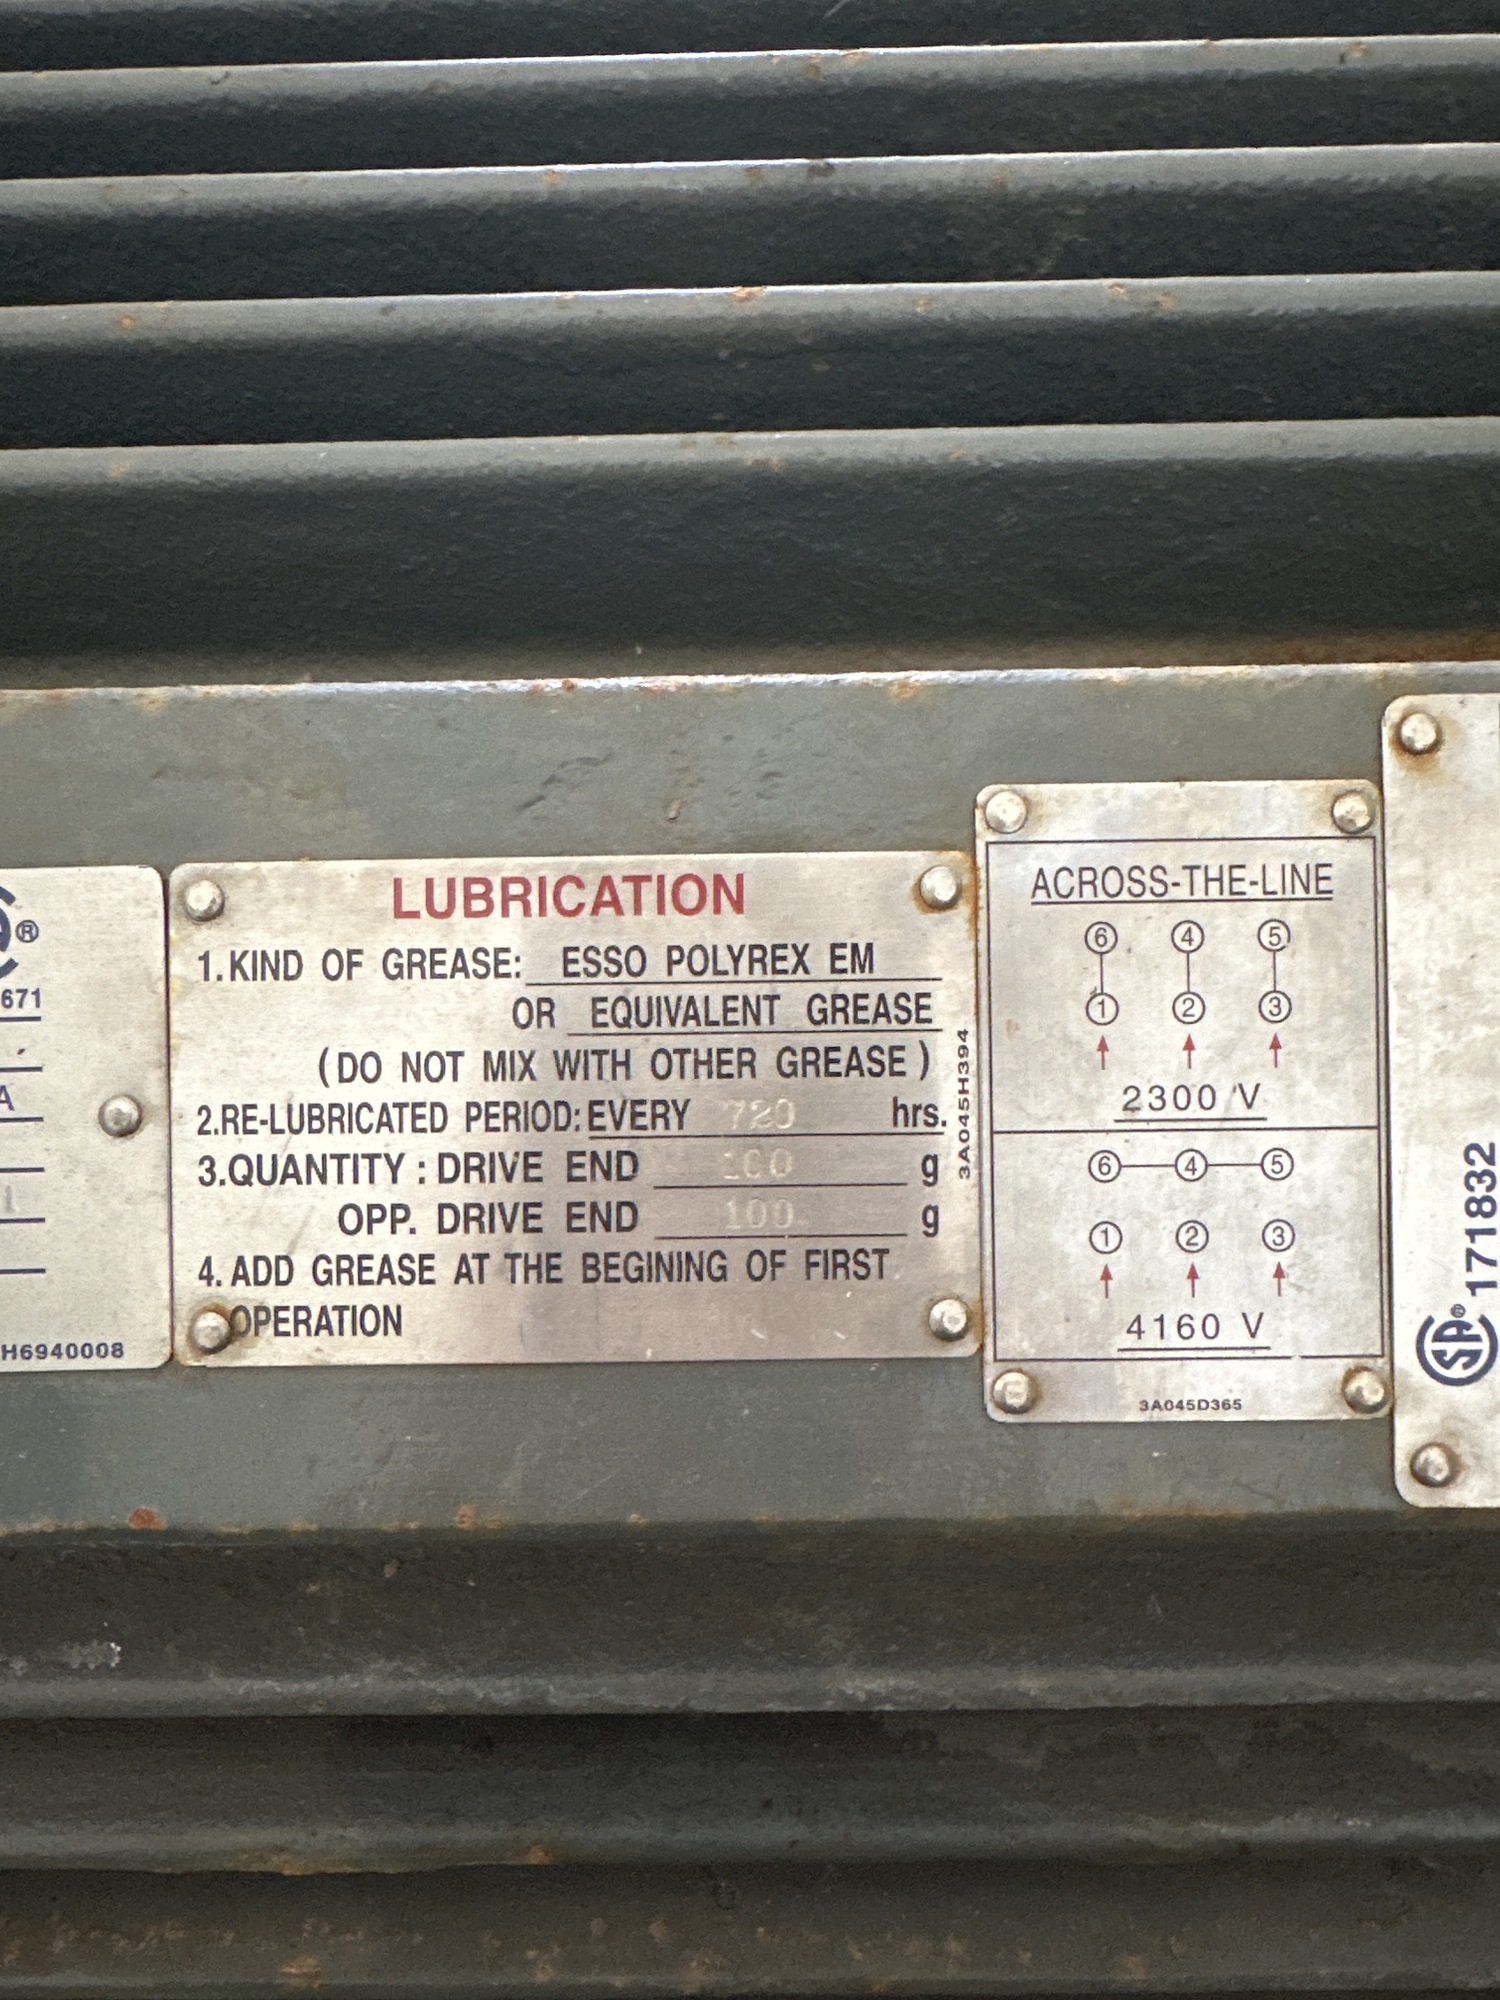 ®
671
A
H6940008
LUBRICATION
1.KIND OF GREASE: ESSO POLYREX EM
OR EQUIVALENT GREASE
(DO NOT MIX WITH OTHER GREASE)
2.RE-LUBRICATED PERIOD: EVERY 720 hrs.
3.QUANTITY : DRIVE END 100 g
OPP. DRIVE END 100 g
4. ADD GREASE AT THE BEGINING OF FIRST
OPERATION
3A045H394
ACROSS-THE-LINE
6 4 5
1 2 3
2300 V
6 4 5
1 2 3
4160 V
3A045D365
171832
SA®